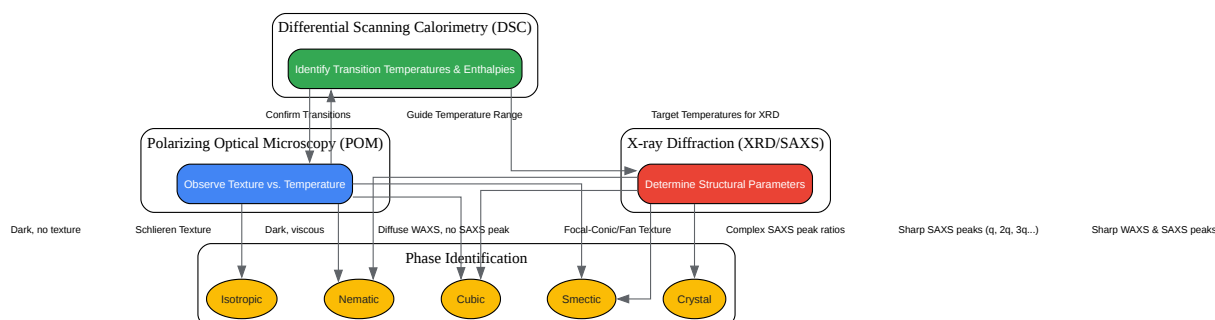 Differential Scanning Calorimetry (DSC)
Identify Transition Temperatures & Enthalpies
Confirm Transitions
Guide Temperature Range
Target Temperatures for XRD
Polarizing Optical Microscopy (POM)
X-ray Diffraction (XRD/SAXS)
Observe Texture vs. Temperature
Determine Structural Parameters
Dark, no texture
Schlieren Texture
Dark, viscous
Diffuse WAXS, no SAXS peak
Focal-Conic/Fan Texture
Complex SAXS peak ratios
Sharp SAXS peaks (q, 2q, 3q...)
Sharp WAXS & SAXS peaks
Phase Identification
Isotropic
Nematic
Cubic
Smectic
Crystal